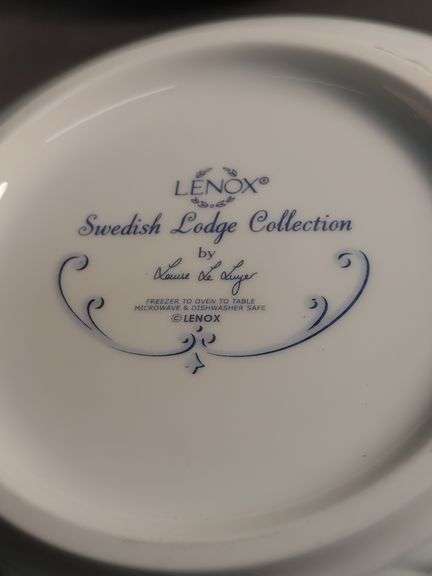 LENOX®
Swedish Lodge Collection
by
Louise Le Luyer
FREEZER TO OVEN TO TABLE
MICROWAVE & DISHWASHER SAFE
©LENOX